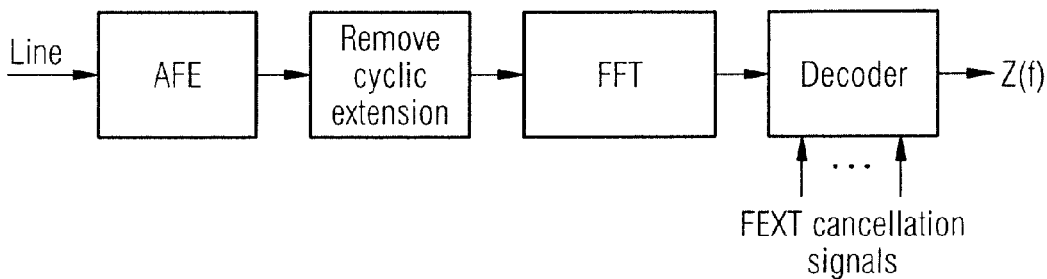 Line
AFE
Remove
cyclic
extension
FFT
Decoder
Z(f)
...
FEXT cancellation
signals